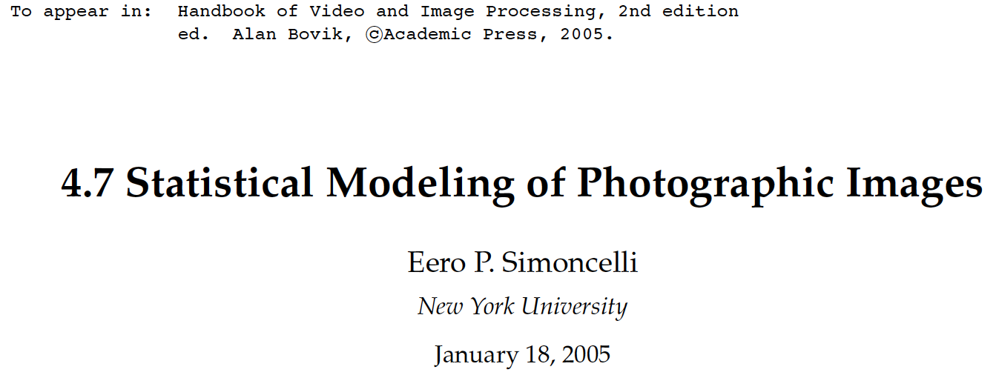 To appear in: Handbook of Video and Image Processing, 2nd edition
ed. Alan Bovik, ©Academic Press, 2005.
4.7 Statistical Modeling of Photographic Images
Eero P. Simoncelli
New York University
January 18, 2005